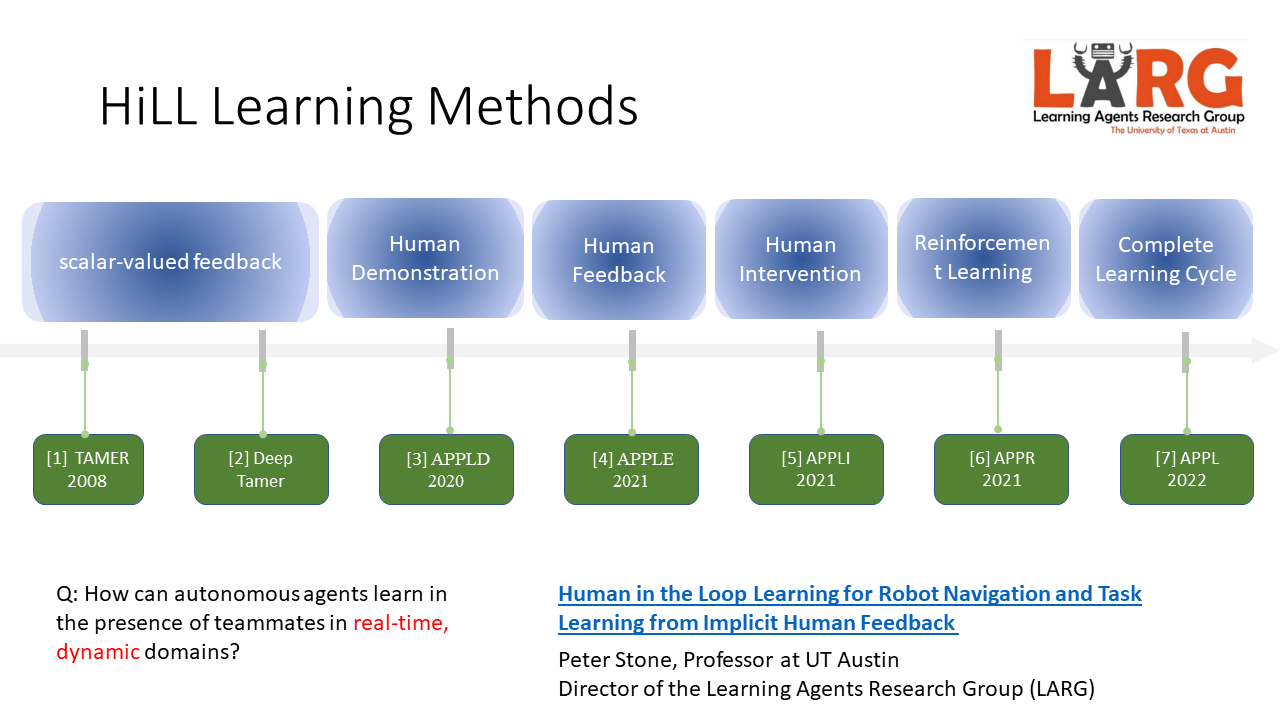 HiLL Learning Methods
LARG
Learning Agents Research Group
The University of Texas at Austin
scalar-valued feedback
Human
Demonstration
Human
Feedback
Human
Intervention
Reinforcemen
t Learning
Complete
Learning Cycle
[1] TAMER
2008
[2] Deep
Tamer
[3] APPLD
2020
[4] APPLE
2021
[5] APPLI
2021
[6] APPR
2021
[7] APPL
2022
Q: How can autonomous agents learn in
the presence of teammates in real-time,
dynamic domains?
Human in the Loop Learning for Robot Navigation and Task
Learning from Implicit Human Feedback
Peter Stone, Professor at UT Austin
Director of the Learning Agents Research Group (LARG)